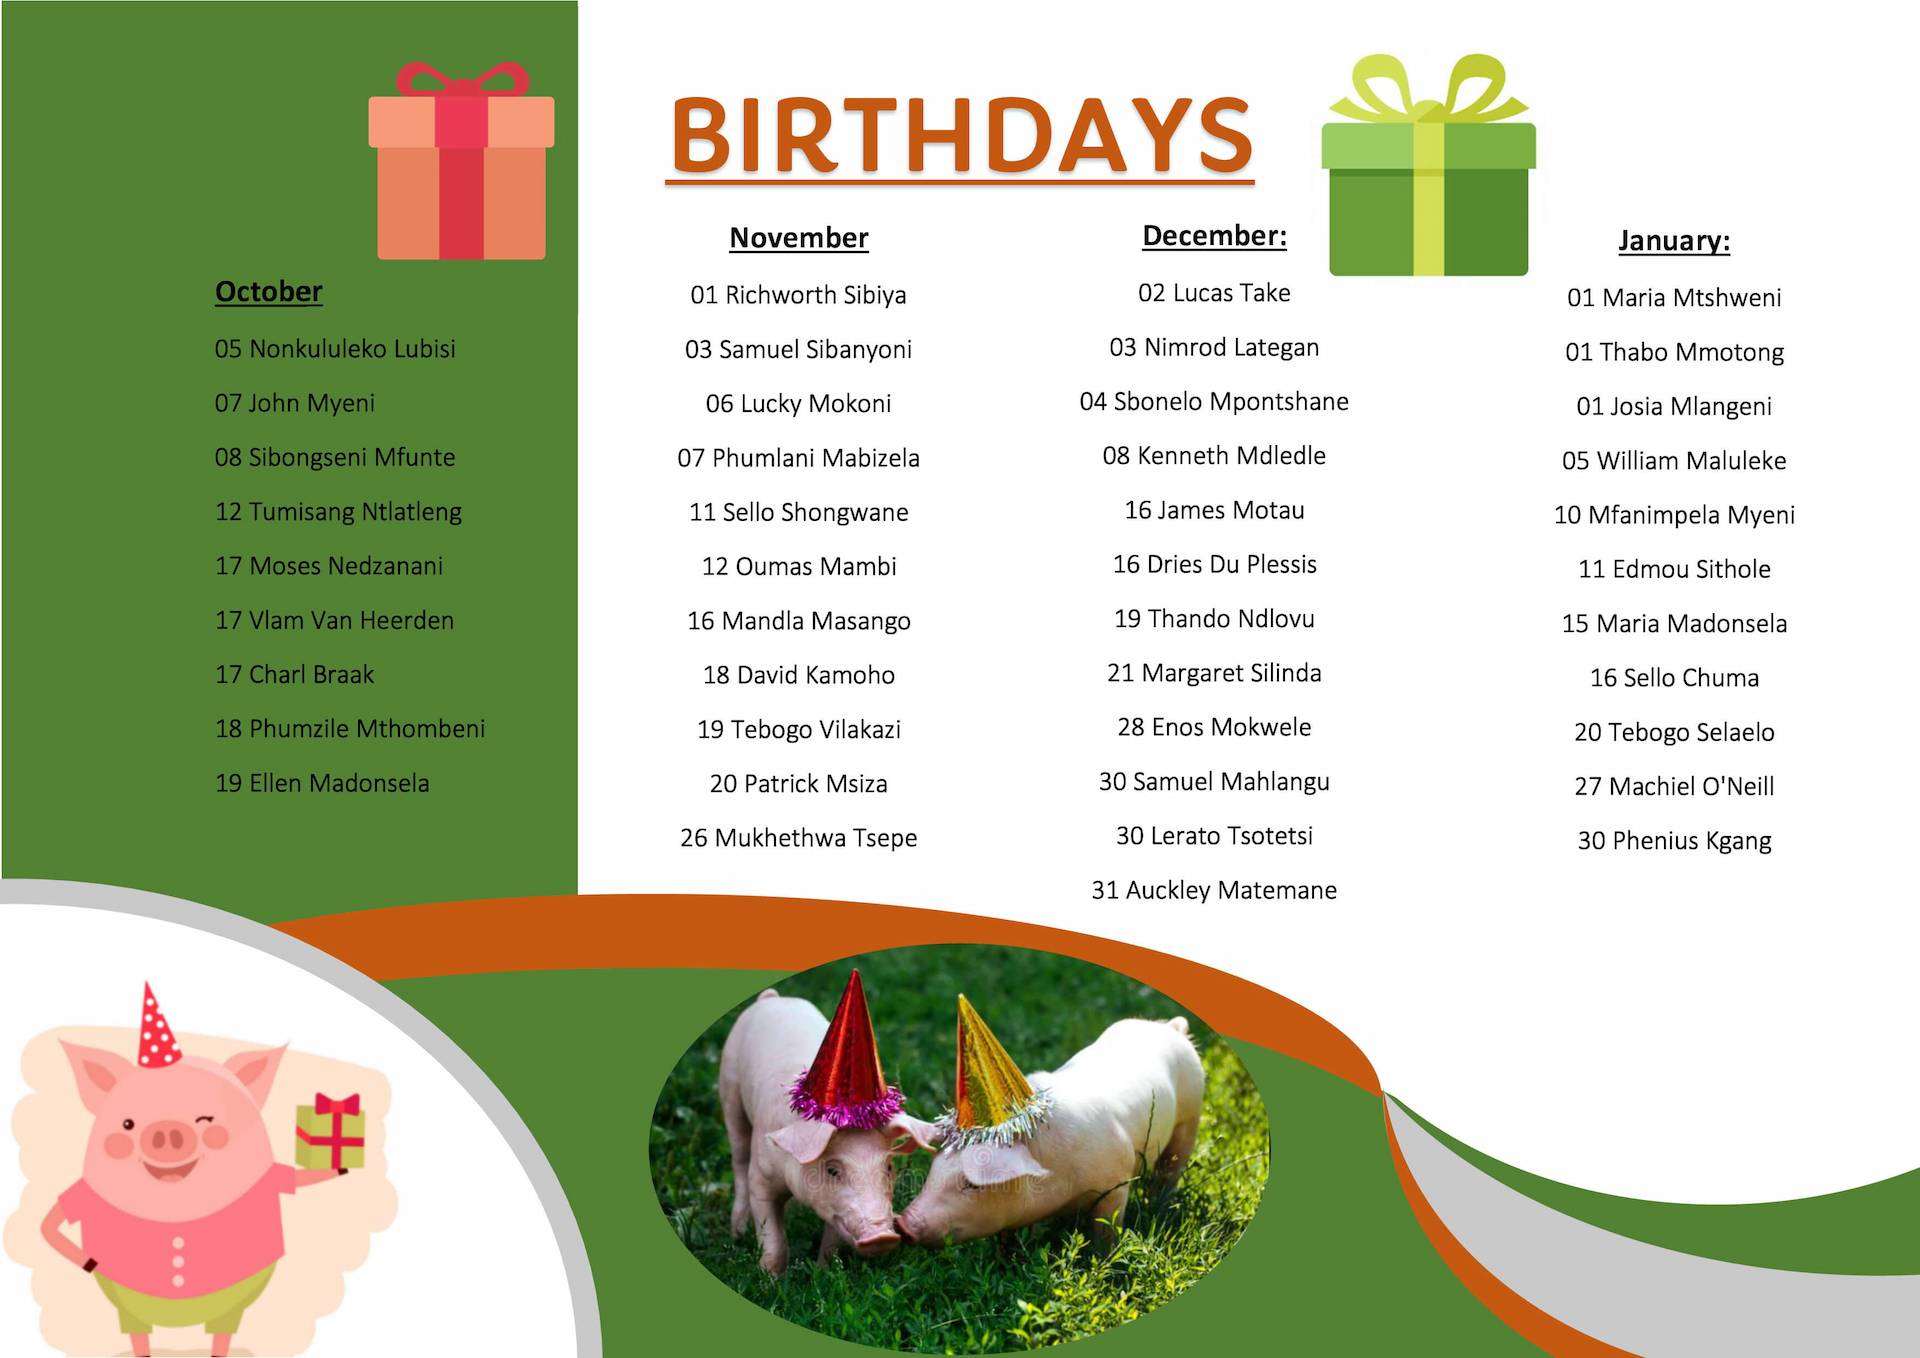 BIRTHDAYS
October
05 Nonkululeko Lubisi
07 John Myeni
08 Sibongseni Mfunte
12 Tumisang Ntlatleng
17 Moses Nedzanani
17 Vlam Van Heerden
17 Charl Braak
18 Phumzile Mthombeni
19 Ellen Madonsela
November
01 Richworth Sibiya
03 Samuel Sibanyoni
06 Lucky Mokoni
07 Phumlani Mabizela
11 Sello Shongwane
12 Oumas Mambi
16 Mandla Masango
18 David Kamoho
19 Tebogo Vilakazi
20 Patrick Msiza
26 Mukhethwa Tsepe
December:
02 Lucas Take
03 Nimrod Lategan
04 Sbonelo Mpontshane
08 Kenneth Mdledle
16 James Motau
16 Dries Du Plessis
19 Thando Ndlovu
21 Margaret Silinda
28 Enos Mokwele
30 Samuel Mahlangu
30 Lerato Tsotetsi
31 Auckley Matemane
January:
01 Maria Mtshweni
01 Thabo Mmotong
01 Josia Mlangeni
05 William Maluleke
10 Mfanimpela Myeni
11 Edmou Sithole
15 Maria Madonsela
16 Sello Chuma
20 Tebogo Selaelo
27 Machiel O'Neill
30 Phenius Kgang
dreamstime